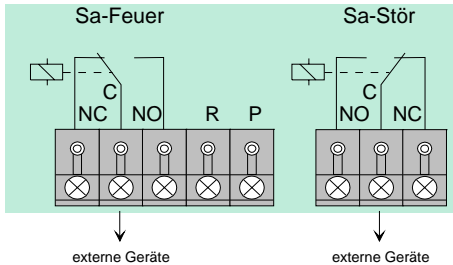 Sa-Feuer Sa-Stör
C C
NC NO R P NO NC
externe Geräte externe Geräte